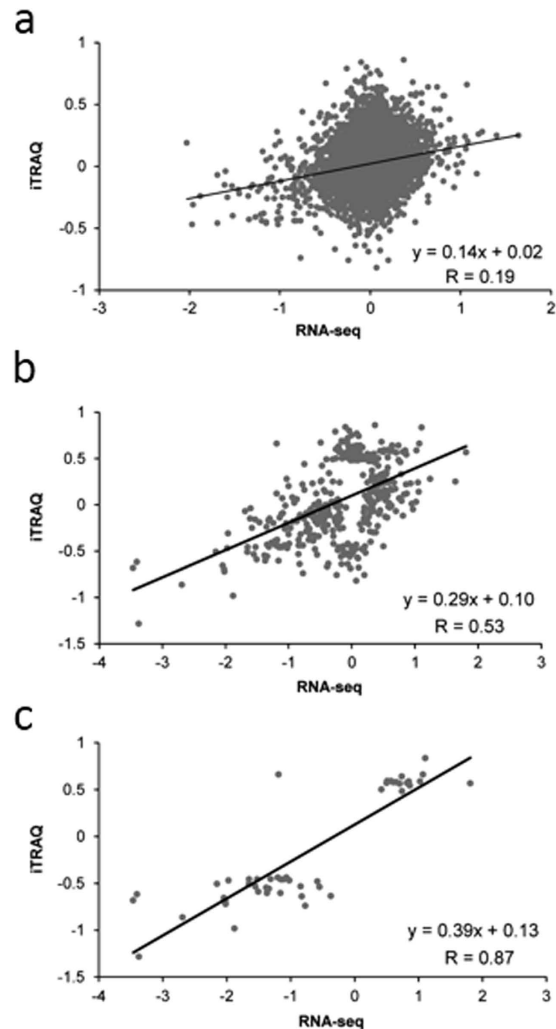 a
1
0.5
0
-0.5
-1
-3
-2
-1
0
1
2
iTRAQ
RNA-seq
y = 0.14x + 0.02
R = 0.19
b
1
0.5
0
-0.5
-1
-1.5
-4
-3
-2
-1
0
1
2
3
iTRAQ
RNA-seq
y = 0.29x + 0.10
R = 0.53
c
1
0.5
0
-0.5
-1
-1.5
-4
-3
-2
-1
0
1
2
3
iTRAQ
RNA-seq
y = 0.39x + 0.13
R = 0.87